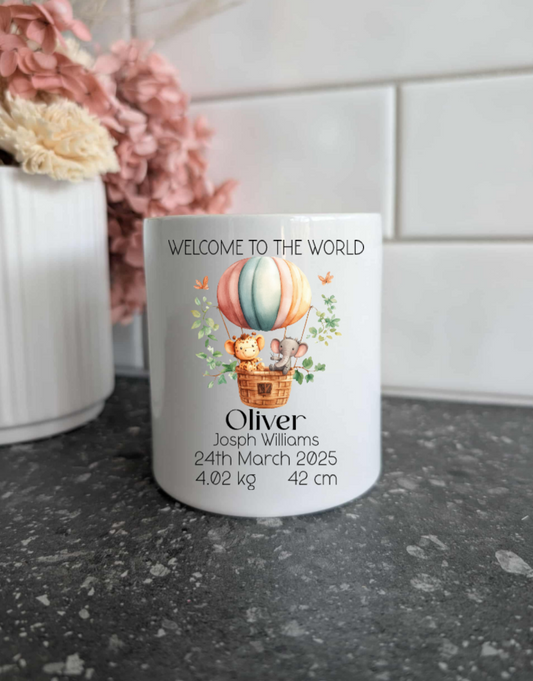 WELCOME TO THE WORLD
Oliver
Josph Williams
24th March 2025
4.02 kg 42 cm